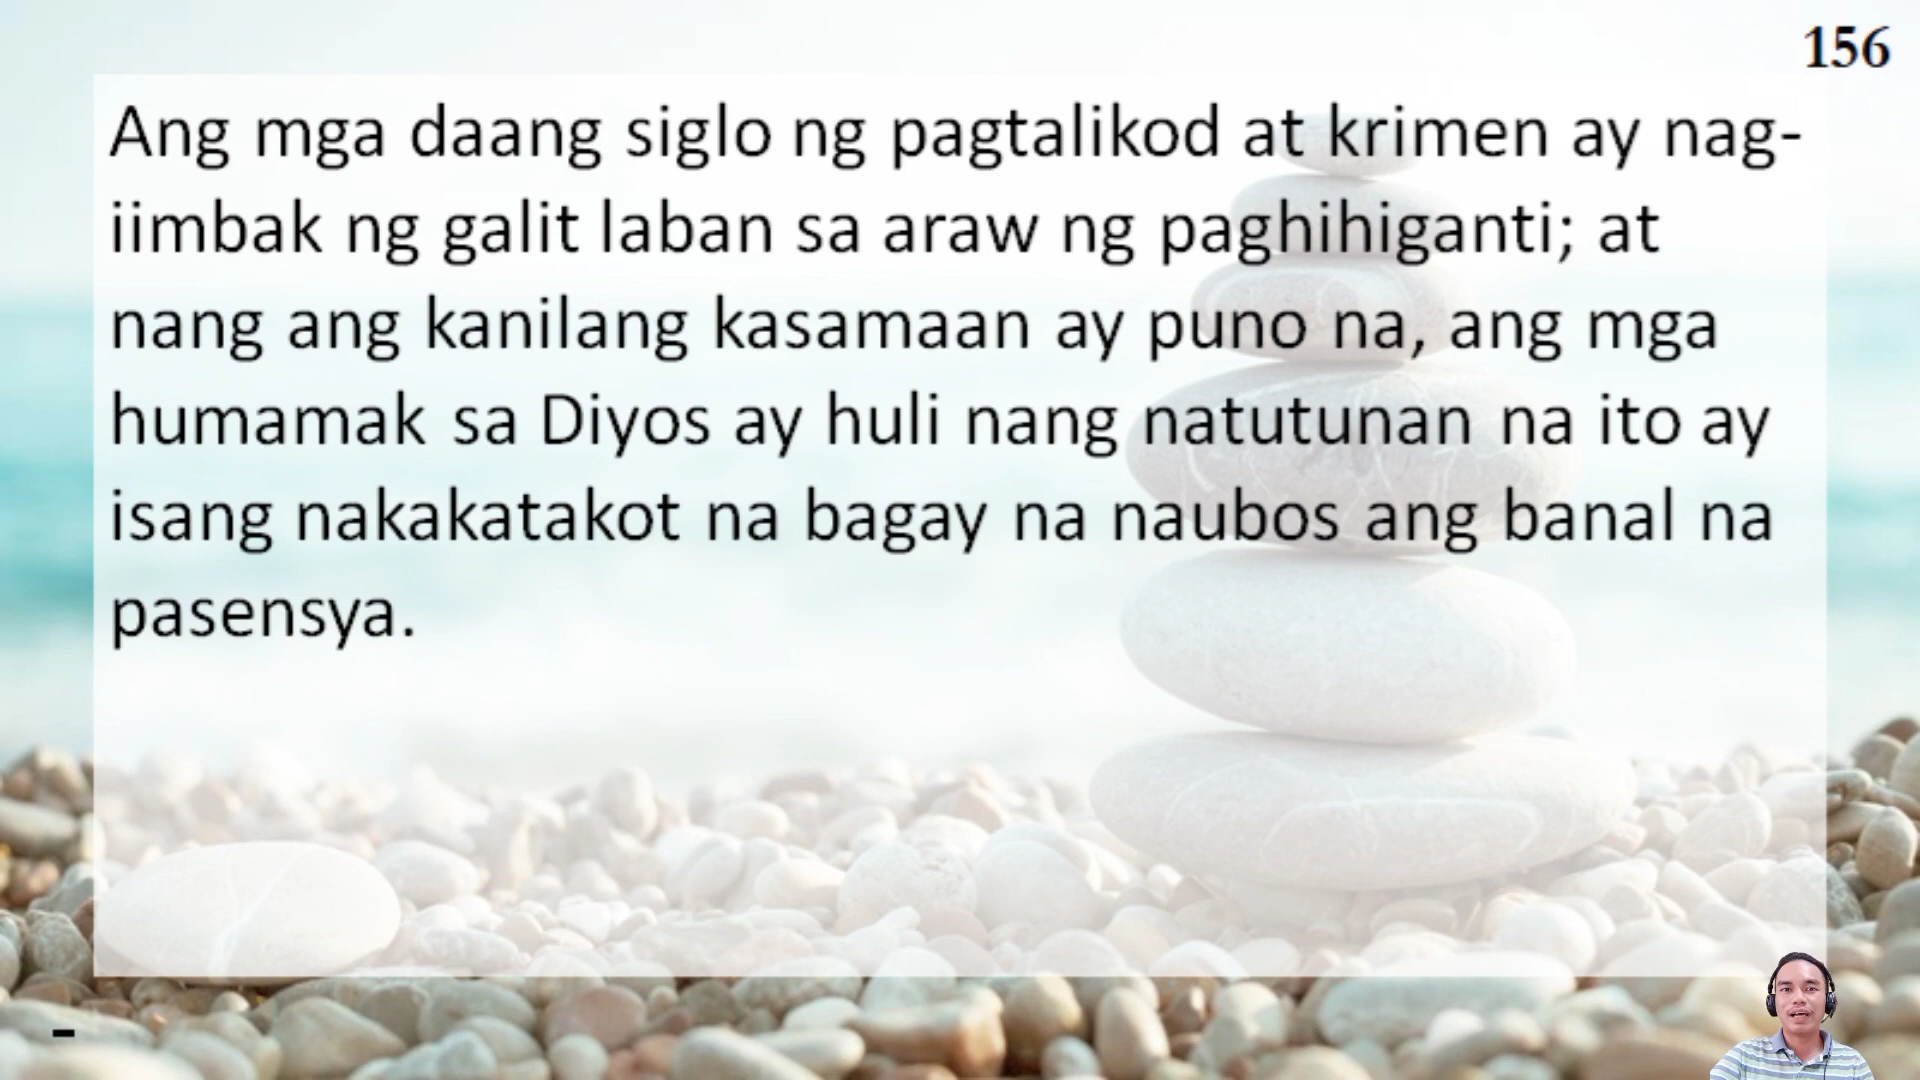 156
Ang mga daang siglo ng pagtalikod at krimen ay nag-
iimbak ng galit laban sa araw ng paghihiganti; at
nang ang kanilang kasamaan ay puno na, ang mga
humamak sa Diyos ay huli nang natutunan na ito ay
isang nakakatakot na bagay na naubos ang banal na
pasensya.
-